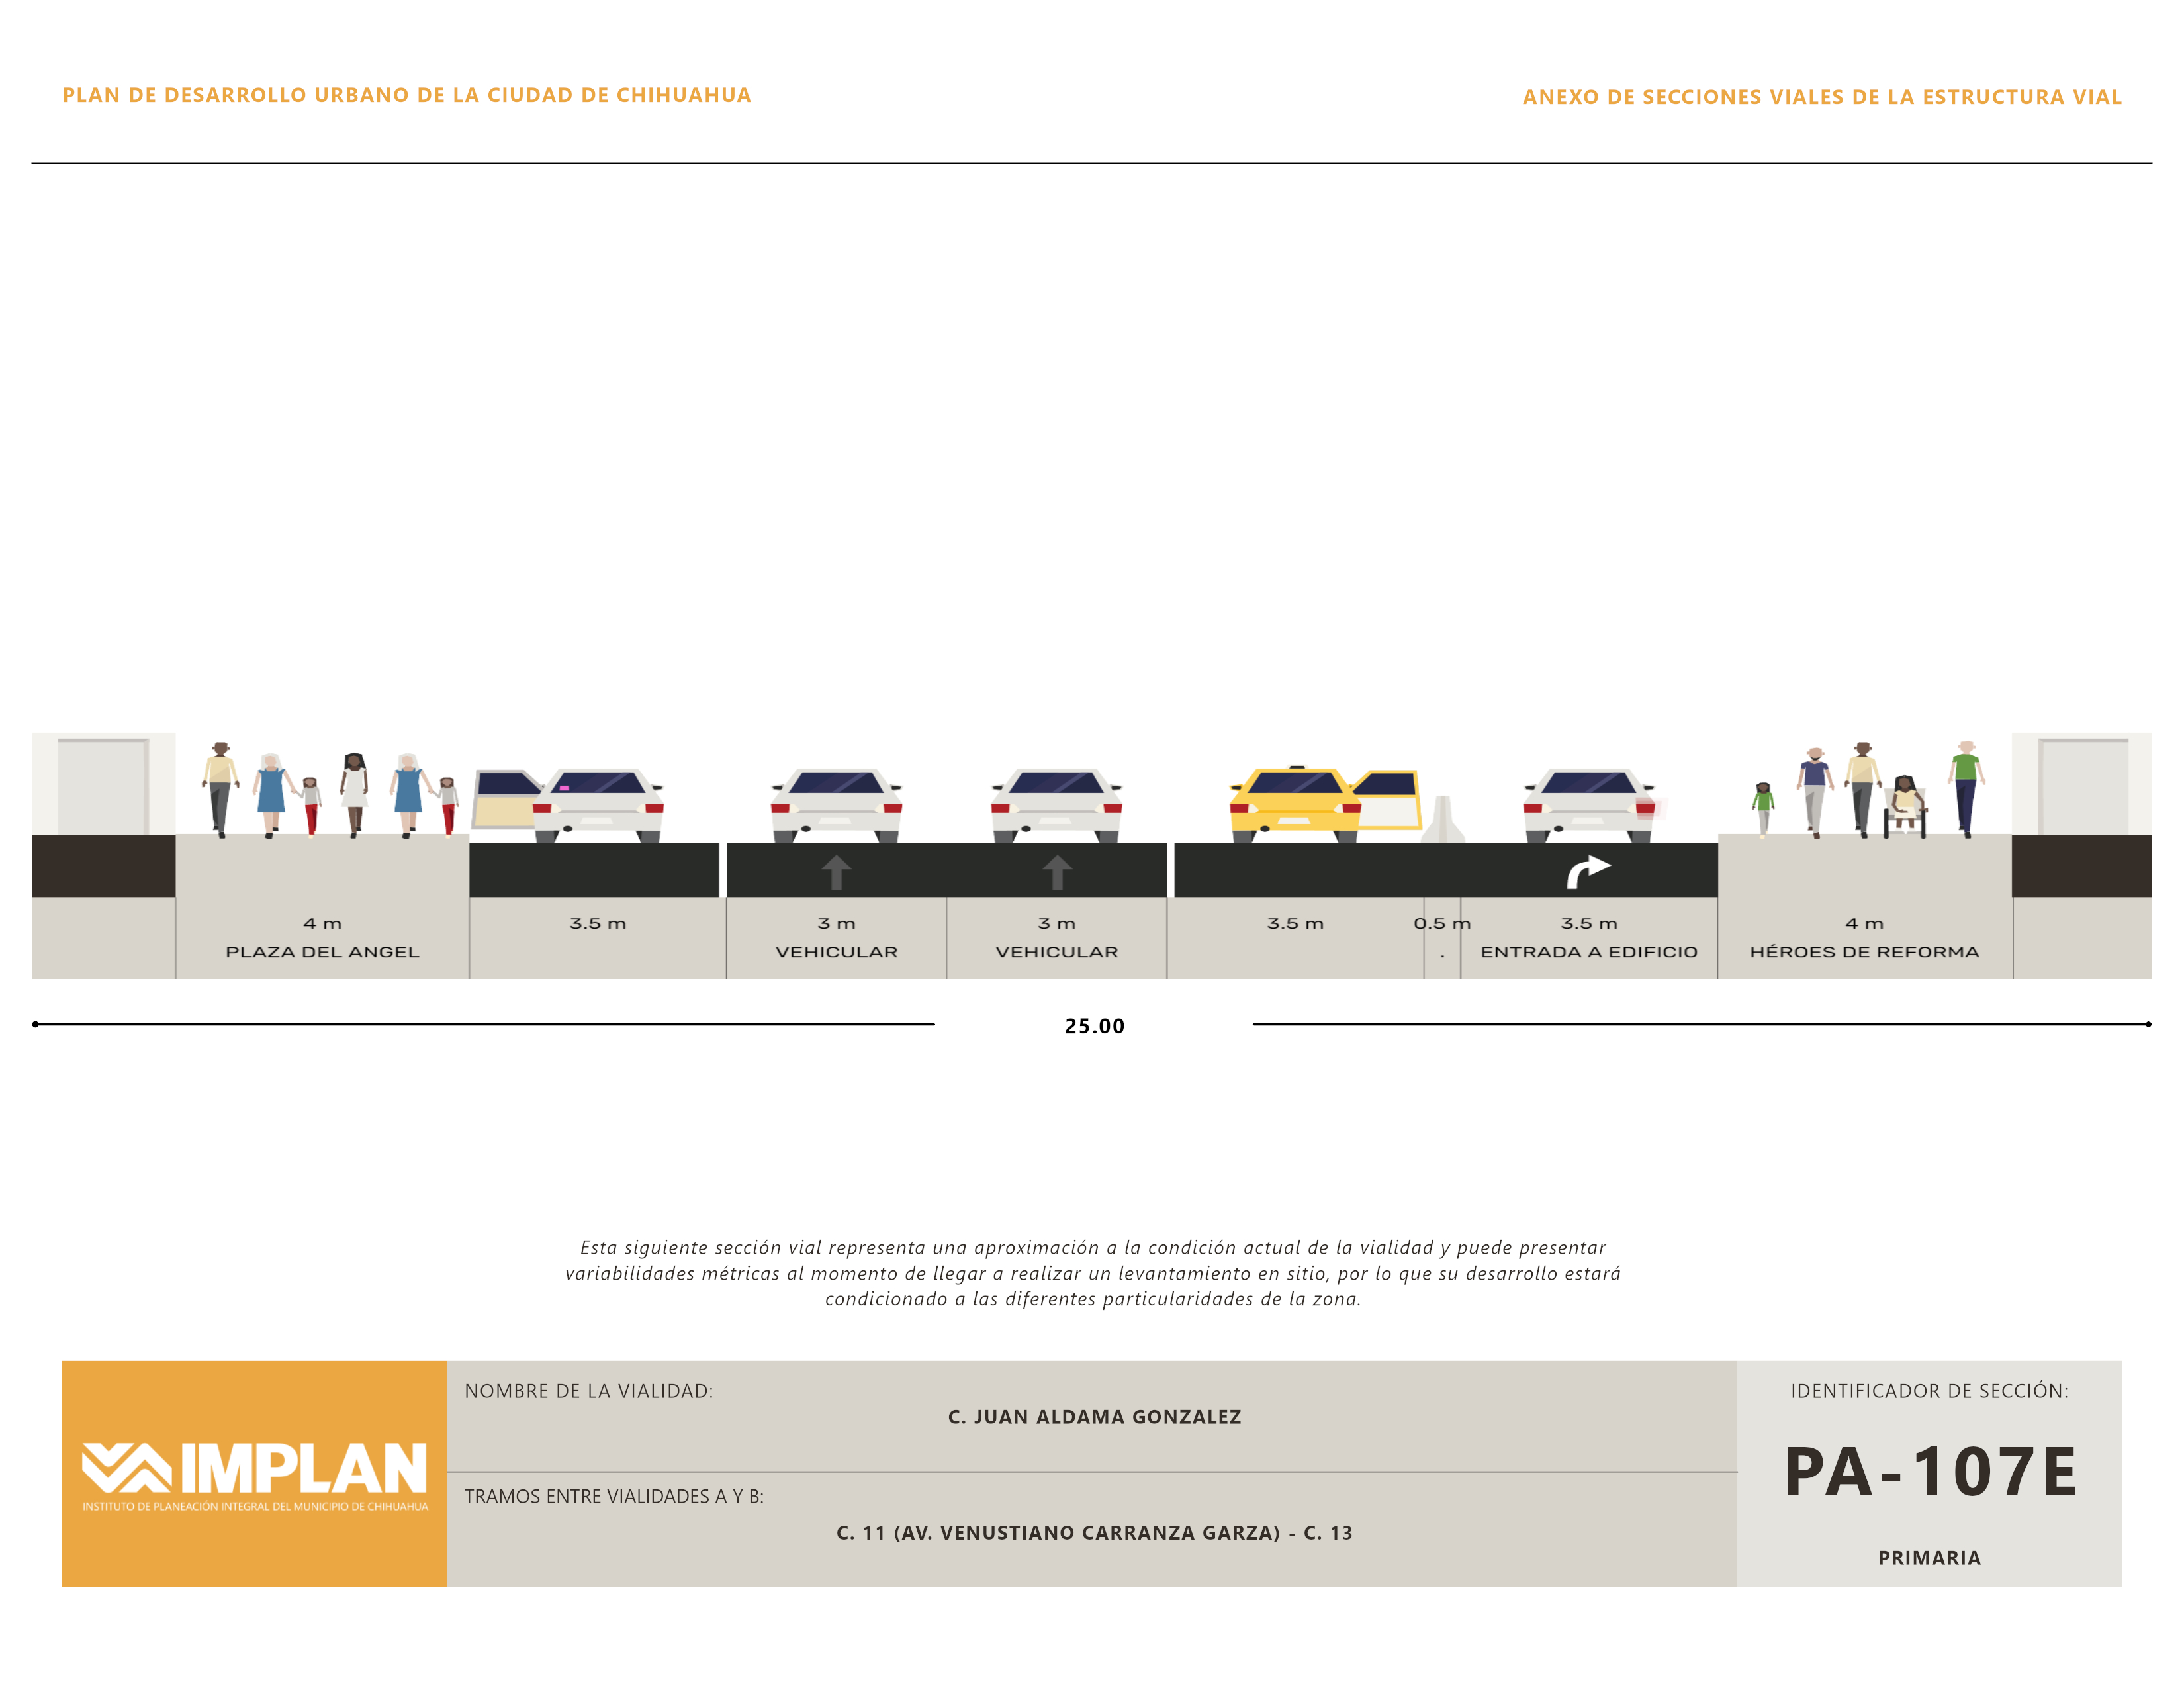 PLAN DE DESARROLLO URBANO DE LA CIUDAD DE CHIHUAHUA
ANEXO DE SECCIONES VIALES DE LA ESTRUCTURA VIAL
4 m
3.5 m
3 m
3 m
3.5 m
0.5 m
3.5 m
4 m
PLAZA DEL ANGEL
VEHICULAR
VEHICULAR
.
ENTRADA A EDIFICIO
HÉROES DE REFORMA
25.00
Esta siguiente sección vial representa una aproximación a la condición actual de la vialidad y puede presentar
variabilidades métricas al momento de llegar a realizar un levantamiento en sitio, por lo que su desarrollo estará
condicionado a las diferentes particularidades de la zona.
IMPLAN
INSTITUTO DE PLANEACIÓN INTEGRAL DEL MUNICIPIO DE CHIHUAHUA
NOMBRE DE LA VIALIDAD:
C. JUAN ALDAMA GONZALEZ
TRAMOS ENTRE VIALIDADES A Y B:
C. 11 (AV. VENUSTIANO CARRANZA GARZA) - C. 13
IDENTIFICADOR DE SECCIÓN:
PA-107E
PRIMARIA